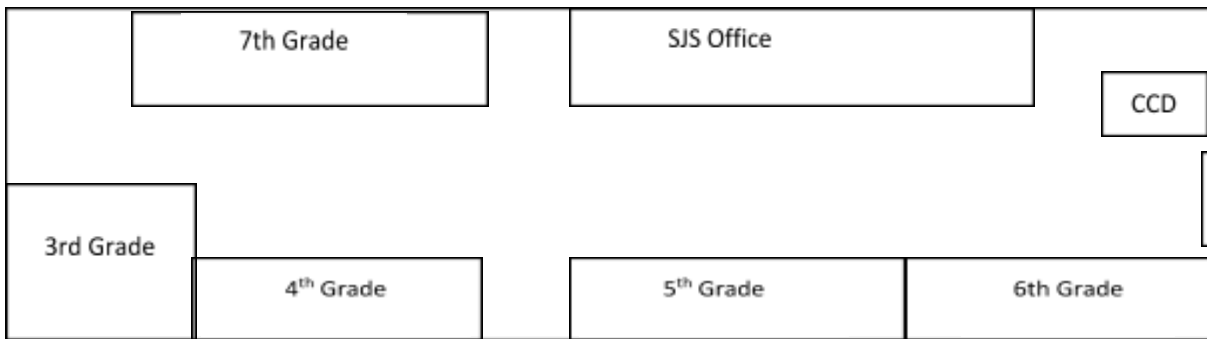 7th Grade
SJS Office
CCD
3rd Grade
4th Grade
5th Grade
6th Grade